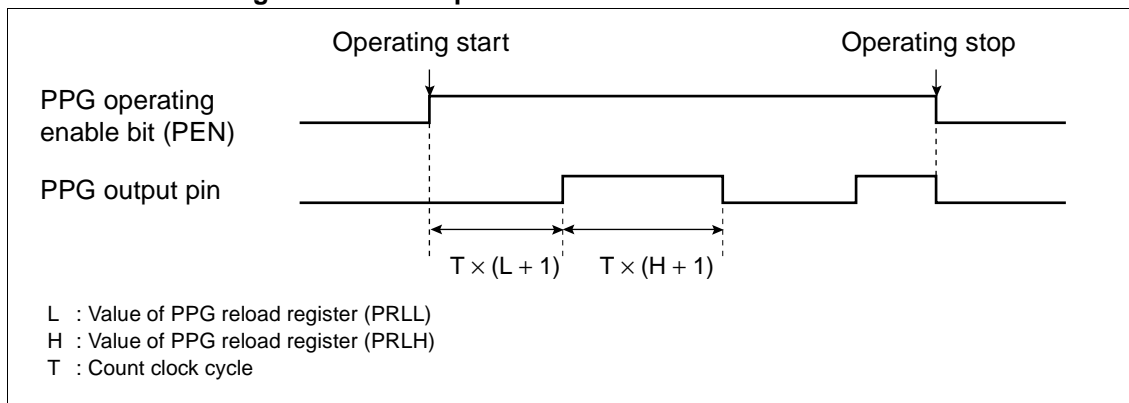 Operating start Operating stop
PPG operating
enable bit (PEN)
PPG output pin
T × (L + 1) T × (H + 1)
L : Value of PPG reload register (PRLL)
H : Value of PPG reload register (PRLH)
T : Count clock cycle